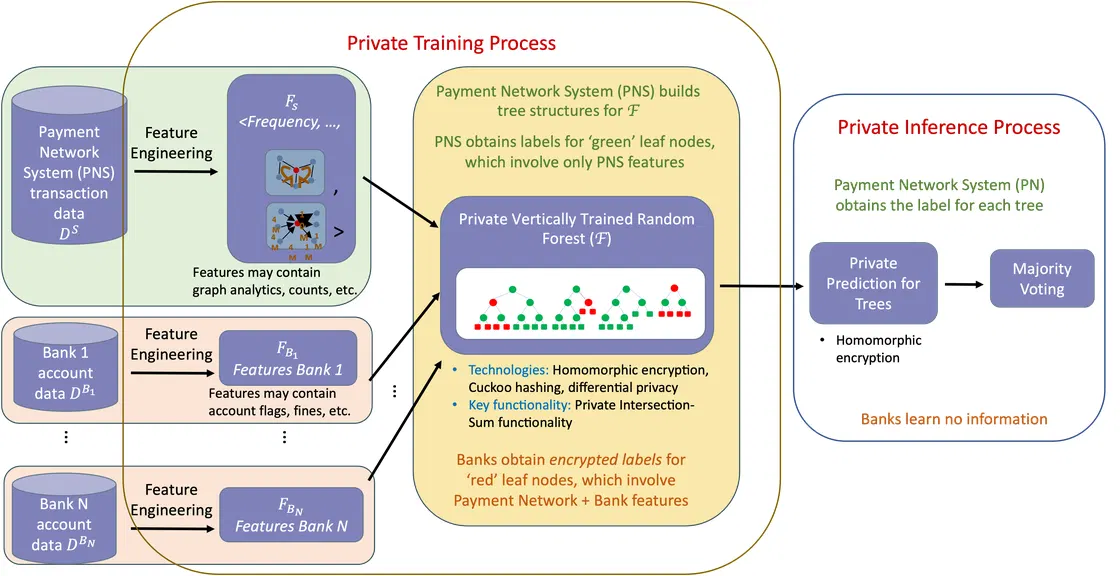 Private Training Process
Payment
Network
System (PNS)
transaction
data
𝐷^𝑆
Feature
Engineering
𝐹_𝑆
<Frequency, …,
,
>
Features may contain
graph analytics, counts, etc.
Bank 1
account
data 𝐷^{𝐵_1}
Feature
Engineering
𝐹_{𝐵_1}
Features Bank 1
Features may contain
account flags, fines, etc.
⋮
⋮
⋮
Bank N
account
data 𝐷^{𝐵_𝑁}
Feature
Engineering
𝐹_{𝐵_𝑁}
Features Bank N
Payment Network System (PNS) builds
tree structures for ℱ
PNS obtains labels for ‘green’ leaf nodes,
which involve only PNS features
Private Vertically Trained Random
Forest (ℱ)
• Technologies: Homomorphic encryption,
Cuckoo hashing, differential privacy
• Key functionality: Private Intersection-
Sum functionality
Banks obtain encrypted labels for
‘red’ leaf nodes, which involve
Payment Network + Bank features
Private Inference Process
Payment Network System (PN)
obtains the label for each tree
Private
Prediction for
Trees
Majority
Voting
• Homomorphic
encryption
Banks learn no information